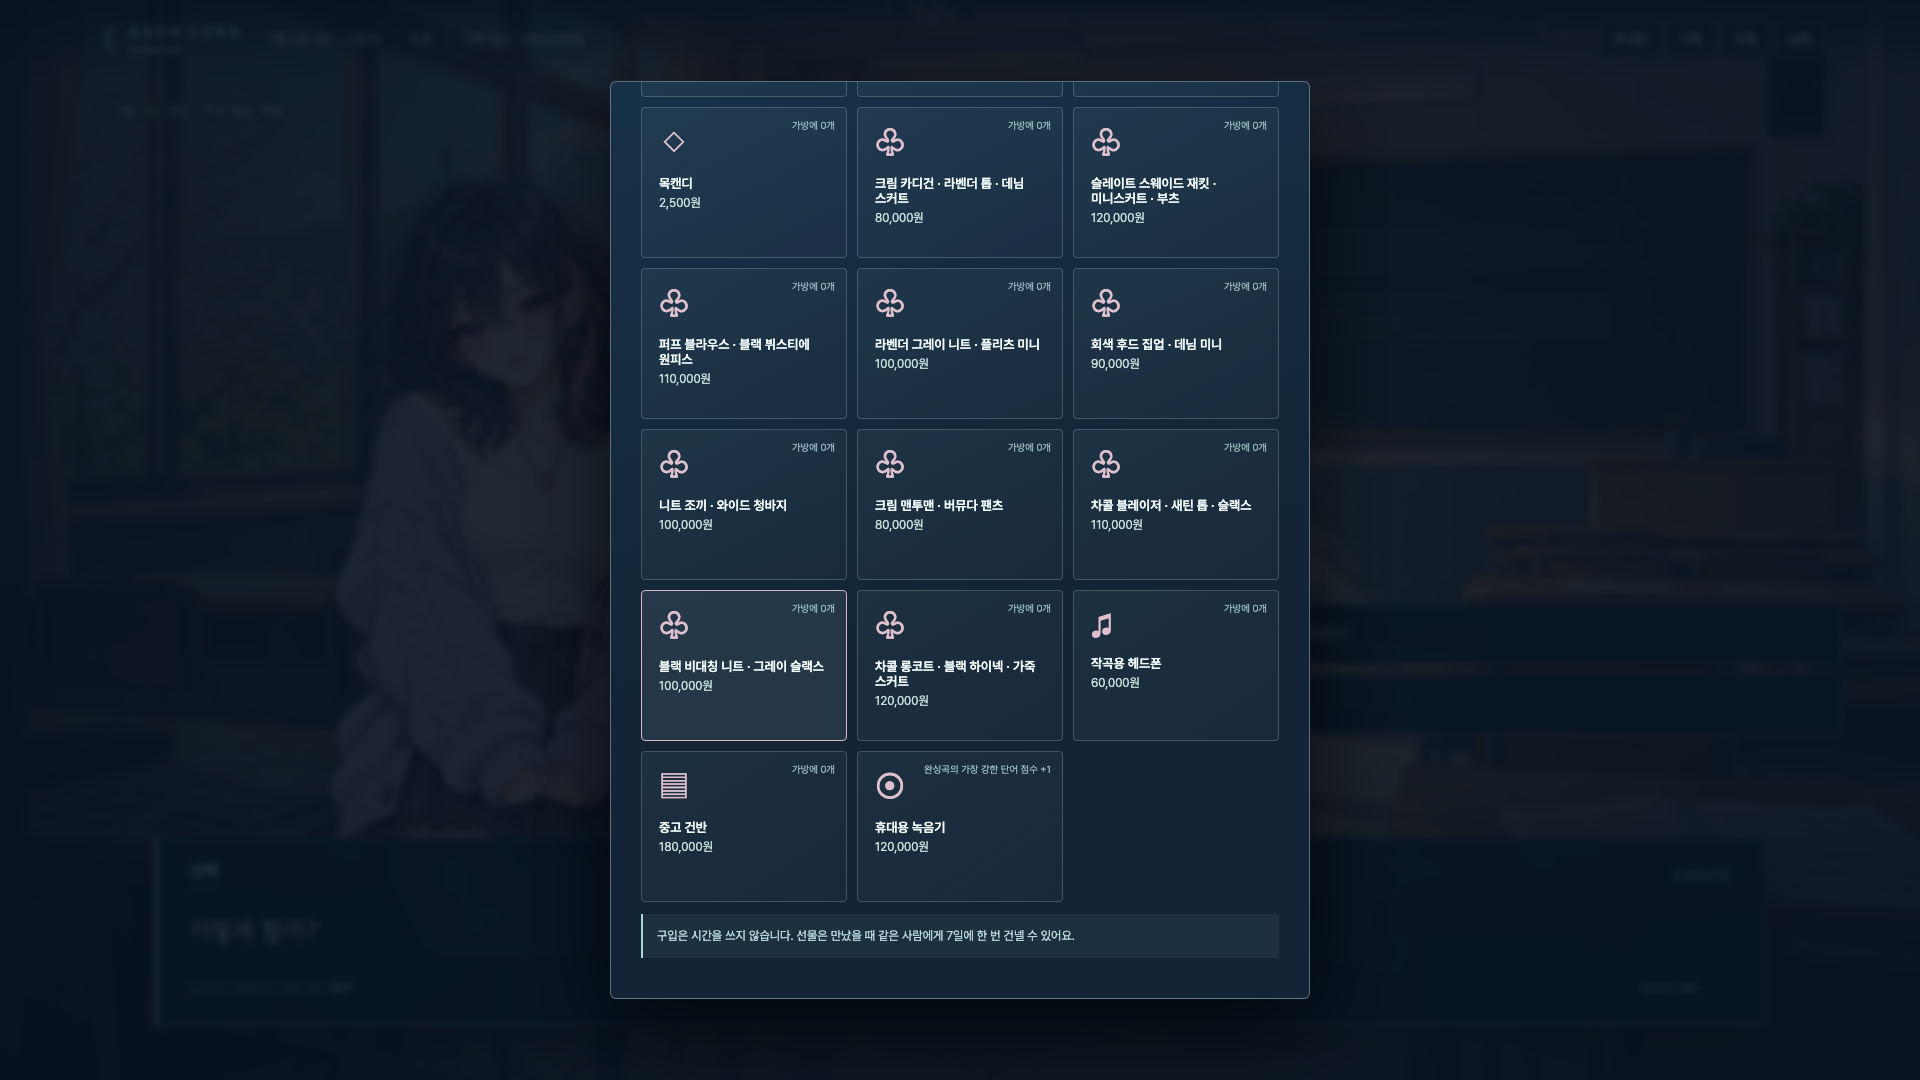 가방에 0개
목캔디
2,500원
가방에 0개
크림 카디건 · 라벤더 톱 · 데님
스커트
80,000원
가방에 0개
슬레이트 스웨이드 재킷 ·
미니스커트 · 부츠
120,000원
가방에 0개
퍼프 블라우스 · 블랙 뷔스티에
원피스
110,000원
가방에 0개
라벤더 그레이 니트 · 플리츠 미니
100,000원
가방에 0개
회색 후드 집업 · 데님 미니
90,000원
가방에 0개
니트 조끼 · 와이드 청바지
100,000원
가방에 0개
크림 맨투맨 · 버뮤다 팬츠
80,000원
가방에 0개
차콜 블레이저 · 새틴 톱 · 슬랙스
110,000원
가방에 0개
블랙 비대칭 니트 · 그레이 슬랙스
100,000원
가방에 0개
차콜 롱코트 · 블랙 하이넥 · 가죽
스커트
120,000원
가방에 0개
작곡용 헤드폰
60,000원
가방에 0개
중고 건반
180,000원
완성곡의 가장 강한 단어 점수 +1
휴대용 녹음기
120,000원
구입은 시간을 쓰지 않습니다. 선물은 만났을 때 같은 사람에게 7일에 한 번 건넬 수 있어요.
어떻게 할까?